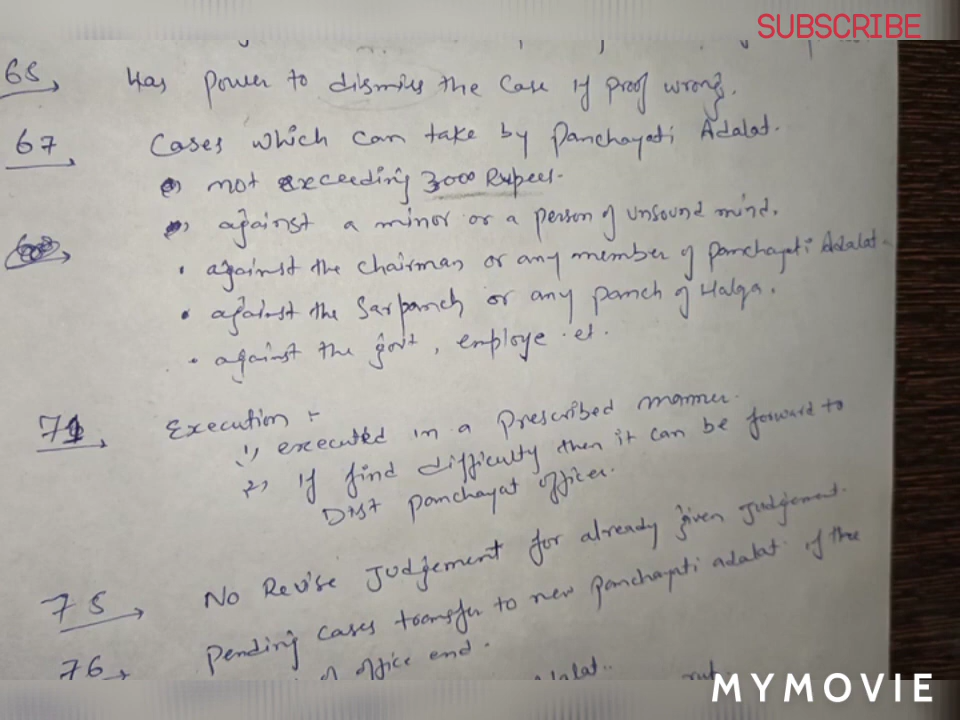 SUBSCRIBE
65 Has power to dismiss the case if proof wrong.
67 Cases which can take by Panchayati Adalat.
not exceeding 3000 Rupees.
against a minor or a person of unsound mind.
• against the chairman or any member of panchayati Adalat
• against the Sarpanch or any panch of Halqa.
• against the govt, employe et.
71 Execution :-
1) executed in a prescribed manner.
2) If find difficulty then it can be forward to
Dist panchayat officer.
75 No Revise Judgement for already given Judgement.
76 Pending cases transfer to new panchayati adalat if the
of office end.
MYMOVIE